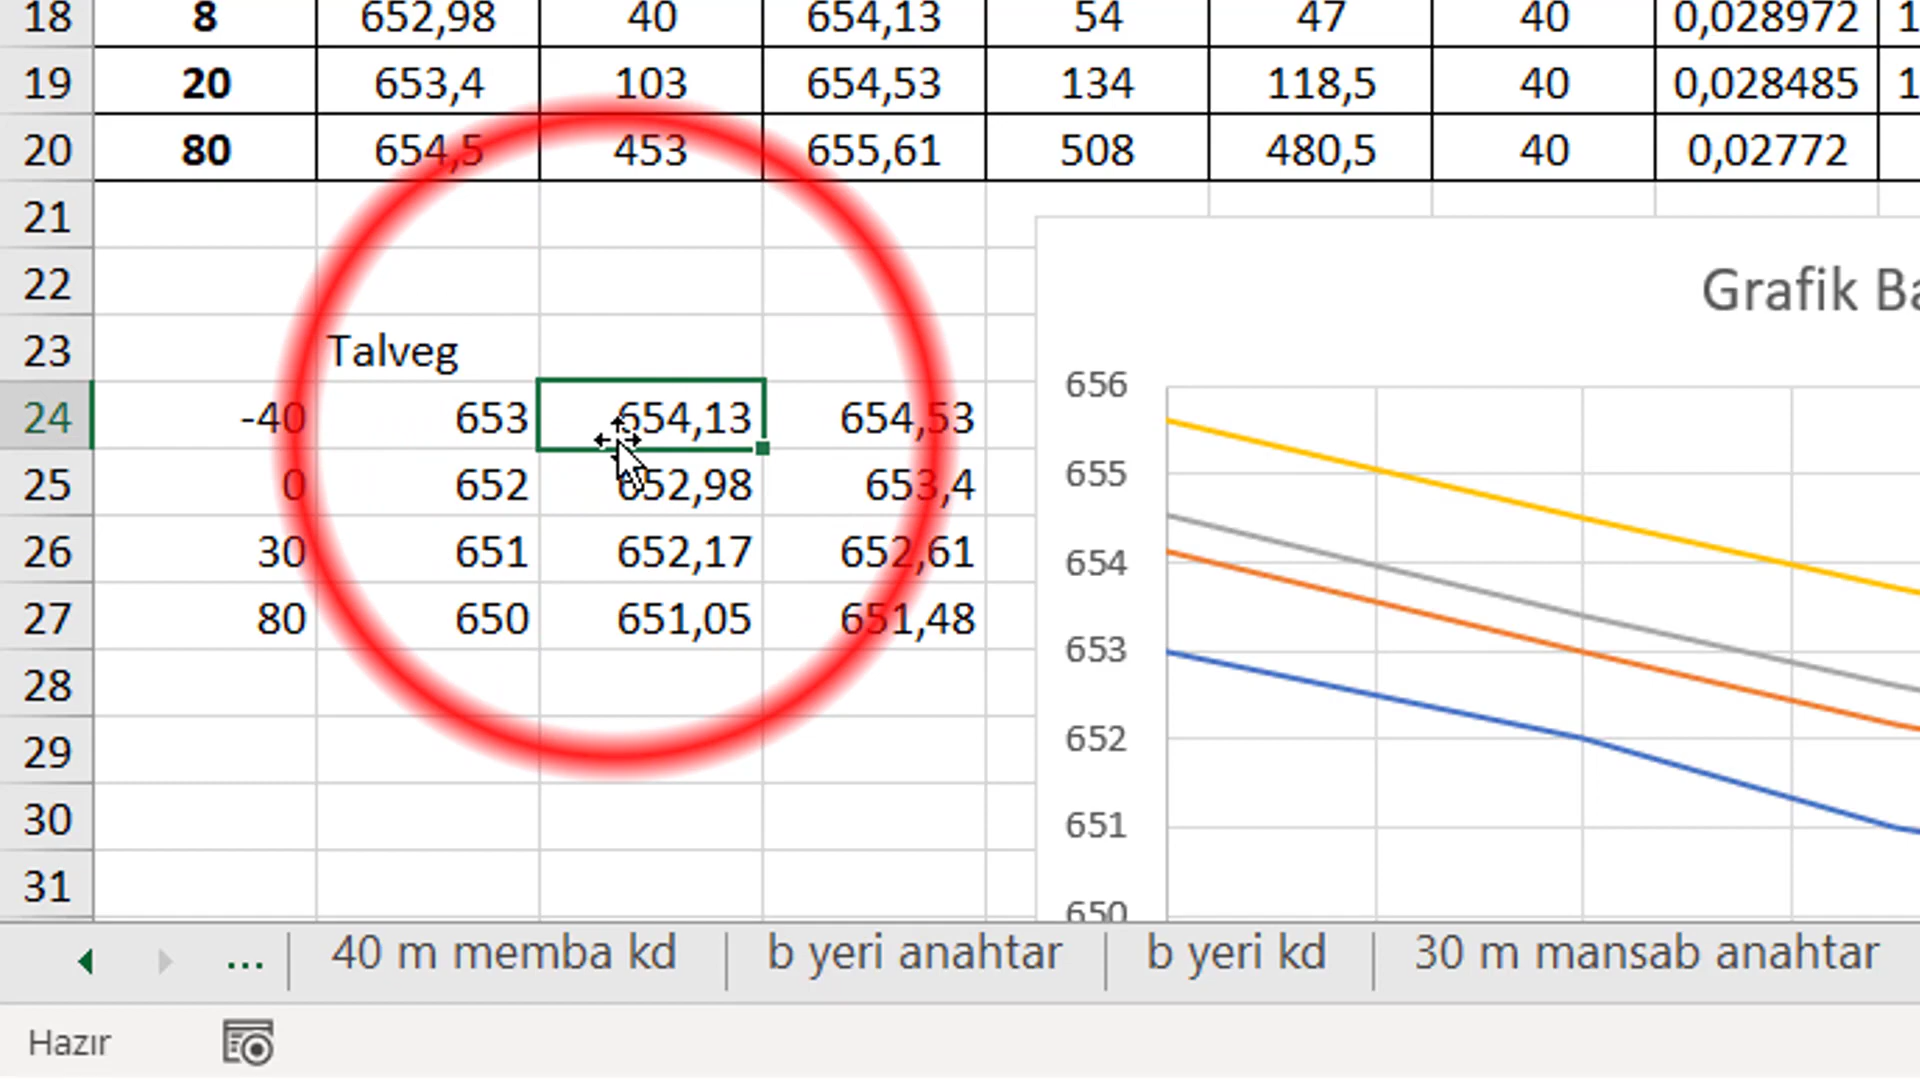 18 8 652,98 40 654,13 54 47 40 0,028972 1
19 20 653,4 103 654,53 134 118,5 40 0,028485 1
20 80 654,5 453 655,61 508 480,5 40 0,02772
21
22
Grafik Ba
23 Talveg
656
24 -40 653 654,13 654,53
655
25 0 652 652,98 653,4
654
26 30 651 652,17 652,61
653
27 80 650 651,05 651,48
28
652
29
30
651
31
650
... 40 m memba kd b yeri anahtar b yeri kd 30 m mansab anahtar
Hazır